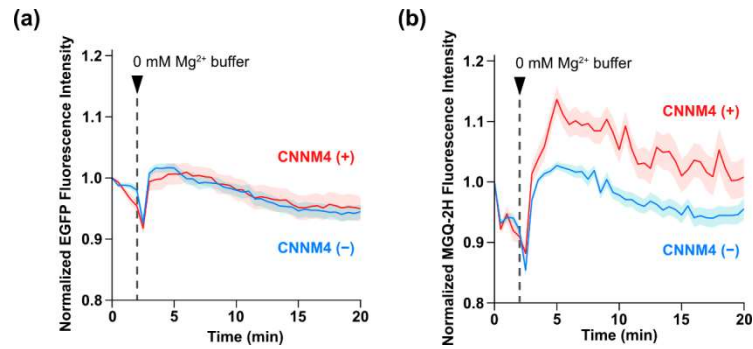 (a)
Normalized EGFP Fluorescence Intensity
1.2
1.1
1.0
0.9
0.8
0 mM Mg²⁺ buffer
CNNM4 (+)
CNNM4 (−)
0 5 10 15 20
Time (min)
(b)
Normalized MGQ-2H Fluorescence Intensity
1.2
1.1
1.0
0.9
0.8
0 mM Mg²⁺ buffer
CNNM4 (+)
CNNM4 (−)
0 5 10 15 20
Time (min)